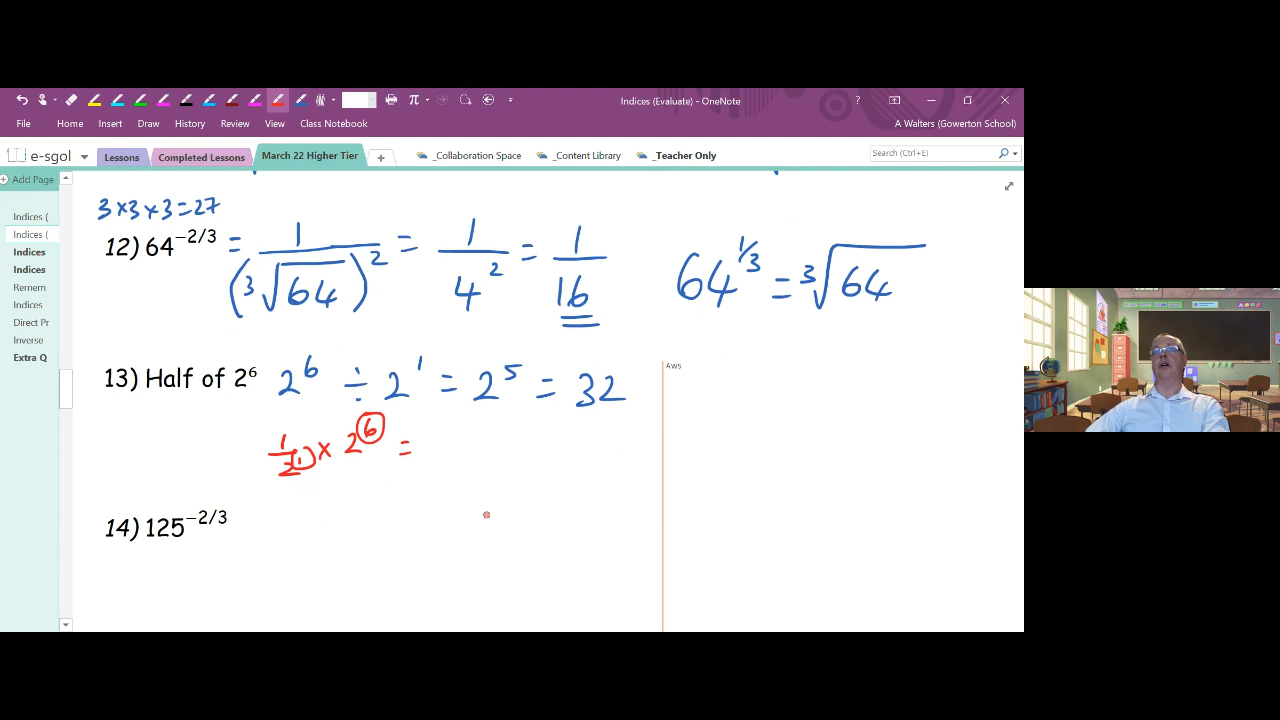 Indices (Evaluate) - OneNote
?
File Home Insert Draw History Review View Class Notebook
A Walters (Gowerton School)
e-sgol
Lessons
Completed Lessons
March 22 Higher Tier
+
_Collaboration Space
_Content Library
_Teacher Only
Search (Ctrl+E)
Add Page
Indices (
Indices (
Indices
Indices
Remem
Indices
Direct Pr
Inverse
Extra Q
3 × 3 × 3 = 27
12) 64^-2/3 = 1/(³√64)² = 1/4² = 1/16
64^1/3 = ³√64
13) Half of 2⁶ 2⁶ ÷ 2¹ = 2⁵ = 32
Aws
1/2¹ × 2⁶ =
14) 125^-2/3